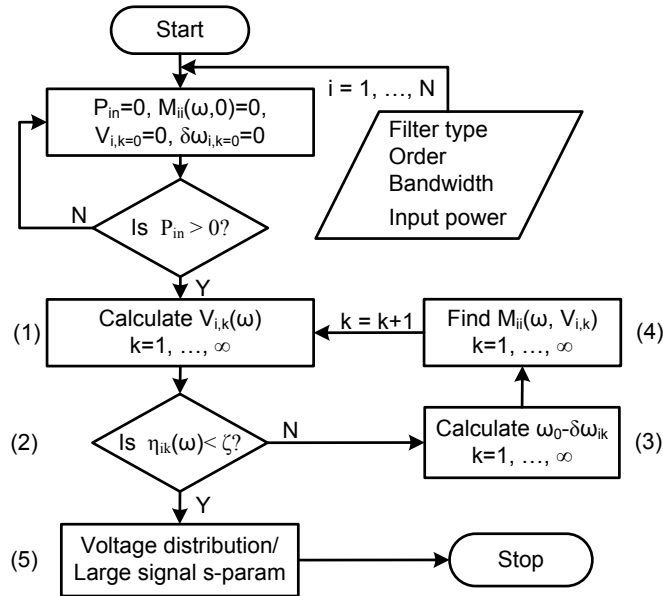 Start
i = 1, …, N
P_in=0, M_ii(ω,0)=0,
V_i,k=0=0, δω_i,k=0=0
Filter type
Order
Bandwidth
Input power
N
Is P_in > 0?
Y
(1)
Calculate V_i,k(ω)
k=1, …, ∞
k = k+1
Find M_ii(ω, V_i,k)
k=1, …, ∞
(4)
(2)
Is η_ik(ω)< ζ?
N
Calculate ω_0-δω_ik
k=1, …, ∞
(3)
Y
(5)
Voltage distribution/
Large signal s-param
Stop